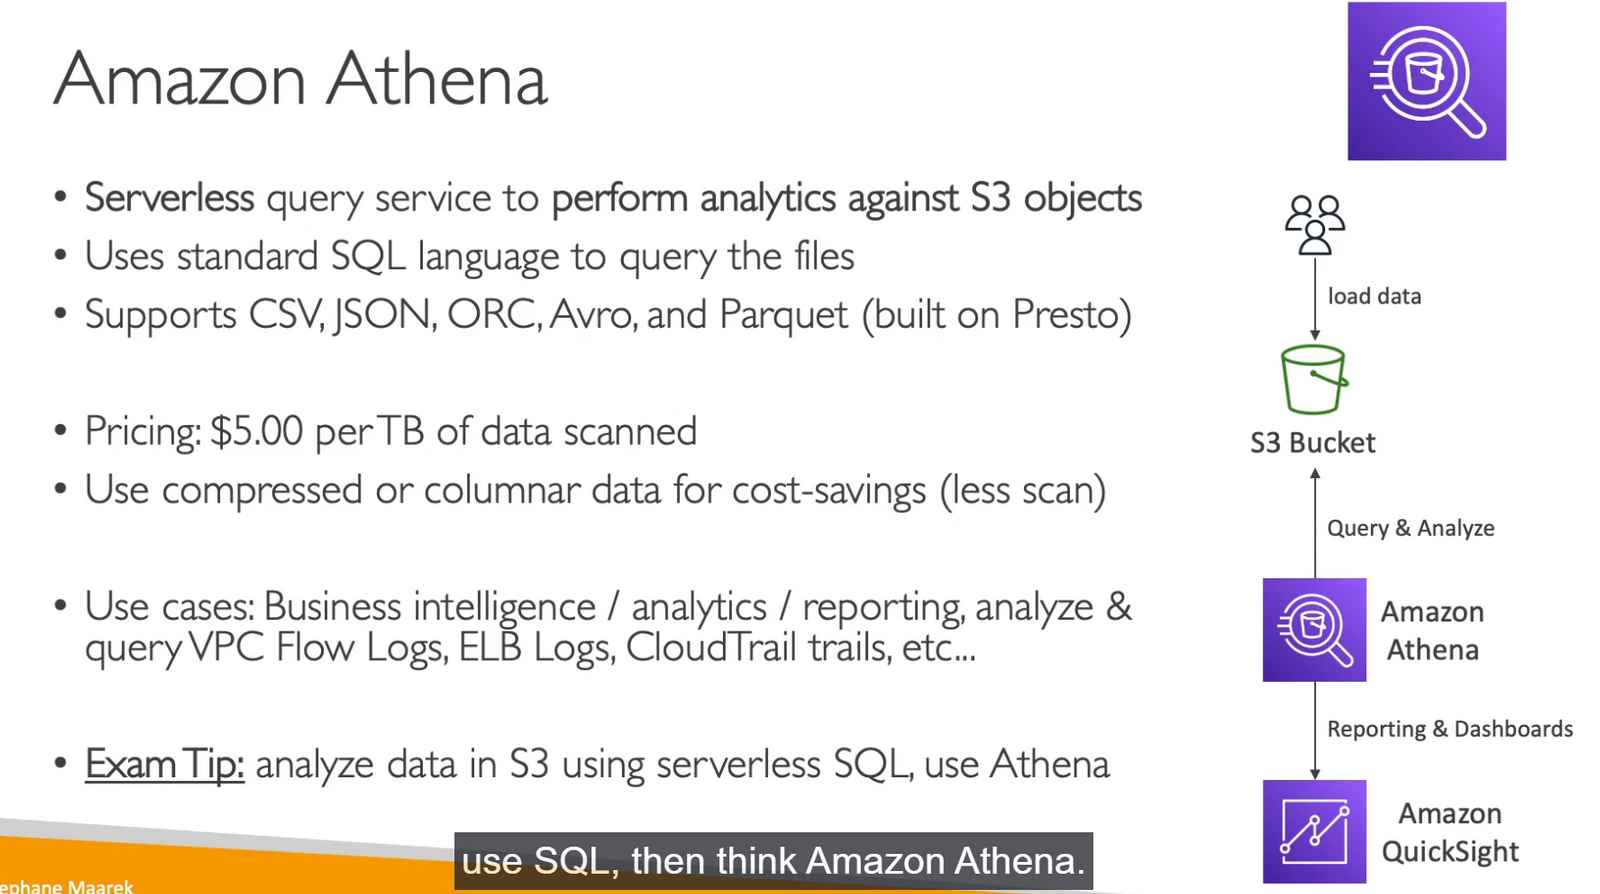 Amazon Athena
• Serverless query service to perform analytics against S3 objects
• Uses standard SQL language to query the files
• Supports CSV, JSON, ORC, Avro, and Parquet (built on Presto)
• Pricing: $5.00 per TB of data scanned
• Use compressed or columnar data for cost-savings (less scan)
• Use cases: Business intelligence / analytics / reporting, analyze &
query VPC Flow Logs, ELB Logs, CloudTrail trails, etc...
• Exam Tip: analyze data in S3 using serverless SQL, use Athena
load data
S3 Bucket
Query & Analyze
Amazon
Athena
Reporting & Dashboards
Amazon
QuickSight
use SQL, then think Amazon Athena.
ephane Maarek